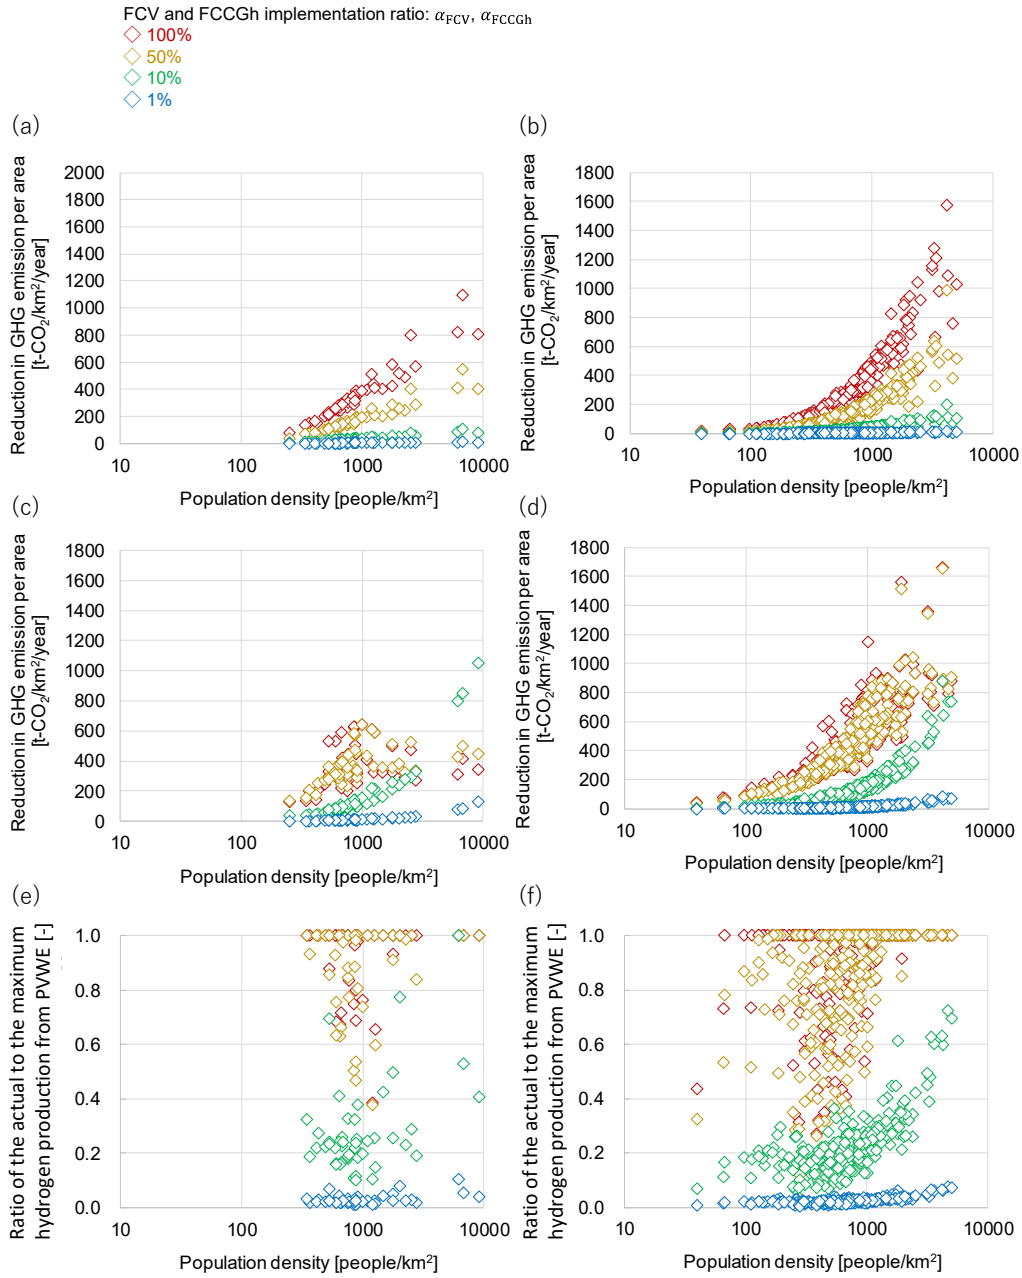 FCV and FCCGh implementation ratio: α_FCV, α_FCCGh
100%
50%
10%
1%
(a)
Reduction in GHG emission per area
[t-CO₂/km²/year]
2000
1800
1600
1400
1200
1000
800
600
400
200
0
10 100 1000 10000
Population density [people/km²]
(b)
Reduction in GHG emission per area
[t-CO₂/km²/year]
1800
1600
1400
1200
1000
800
600
400
200
0
10 100 1000 10000
Population density [people/km²]
(c)
Reduction in GHG emission per area
[t-CO₂/km²/year]
1800
1600
1400
1200
1000
800
600
400
200
0
10 100 1000 10000
Population density [people/km²]
(d)
Reduction in GHG emission per area
[t-CO₂/km²/year]
1800
1600
1400
1200
1000
800
600
400
200
0
10 100 1000 10000
Population density [people/km²]
(e)
Ratio of the actual to the maximum
hydrogen production from PVWE [-]
1.0
0.8
0.6
0.4
0.2
0.0
10 100 1000 10000
Population density [people/km²]
(f)
Ratio of the actual to the maximum
hydrogen production from PVWE [-]
1.0
0.8
0.6
0.4
0.2
0.0
10 100 1000 10000
Population density [people/km²]